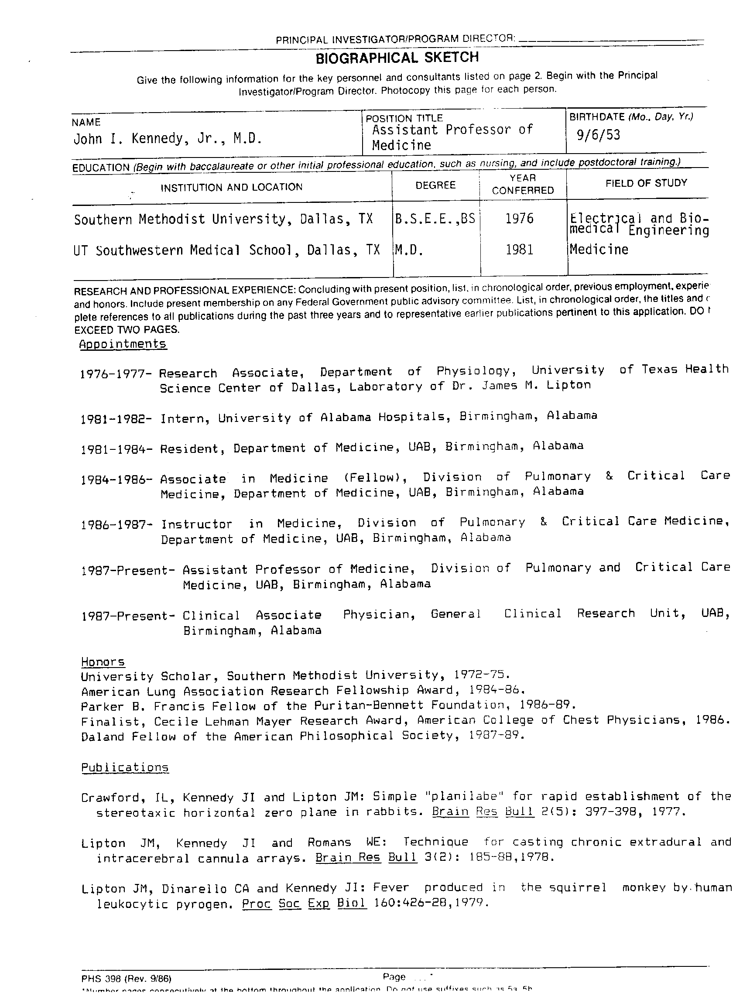 PRINCIPAL INVESTIGATOR/PROGRAM DIRECTOR:
BIOGRAPHICAL SKETCH
Give the following information for the key personnel and consultants listed on page 2. Begin with the Principal
Investigator/Program Director. Photocopy this page for each person.
NAME
John I. Kennedy, Jr., M.D.
POSITION TITLE
Assistant Professor of
Medicine
BIRTHDATE (Mo., Day, Yr.)
9/6/53
EDUCATION (Begin with baccalaureate or other initial professional education, such as nursing, and include postdoctoral training.)
INSTITUTION AND LOCATION DEGREE YEAR CONFERRED FIELD OF STUDY
Southern Methodist University, Dallas, TX B.S.E.E.,BS 1976 Electrical and Bio-
medical Engineering
UT Southwestern Medical School, Dallas, TX M.D. 1981 Medicine
RESEARCH AND PROFESSIONAL EXPERIENCE: Concluding with present position, list, in chronological order, previous employment, experie
and honors. Include present membership on any Federal Government public advisory committee. List, in chronological order, the titles and c
plete references to all publications during the past three years and to representative earlier publications pertinent to this application. DO
EXCEED TWO PAGES.
Appointments
1976-1977- Research Associate, Department of Physiology, University of Texas Health
Science Center of Dallas, Laboratory of Dr. James M. Lipton
1981-1982- Intern, University of Alabama Hospitals, Birmingham, Alabama
1981-1984- Resident, Department of Medicine, UAB, Birmingham, Alabama
1984-1986- Associate in Medicine (Fellow), Division of Pulmonary & Critical Care
Medicine, Department of Medicine, UAB, Birmingham, Alabama
1986-1987- Instructor in Medicine, Division of Pulmonary & Critical Care Medicine,
Department of Medicine, UAB, Birmingham, Alabama
1987-Present- Assistant Professor of Medicine, Division of Pulmonary and Critical Care
Medicine, UAB, Birmingham, Alabama
1987-Present- Clinical Associate Physician, General Clinical Research Unit, UAB,
Birmingham, Alabama
Honors
University Scholar, Southern Methodist University, 1972-75.
American Lung Association Research Fellowship Award, 1984-86.
Parker B. Francis Fellow of the Puritan-Bennett Foundation, 1986-89.
Finalist, Cecile Lehman Mayer Research Award, American College of Chest Physicians, 1986.
Daland Fellow of the American Philosophical Society, 1987-89.
Publications
Crawford, IL, Kennedy JI and Lipton JM: Simple "planilabe" for rapid establishment of the
stereotaxic horizontal zero plane in rabbits. Brain Res Bull 2(5): 397-398, 1977.
Lipton JM, Kennedy JI and Romans WE: Technique for casting chronic extradural and
intracerebral cannula arrays. Brain Res Bull 3(2): 185-88,1978.
Lipton JM, Dinarello CA and Kennedy JI: Fever produced in the squirrel monkey by human
leukocytic pyrogen. Proc Soc Exp Biol 160:426-28,1979.
PHS 398 (Rev. 9/86) Page
*Number pages consecutively at the bottom throughout the application. Do not use suffixes such as 5a, 5b.